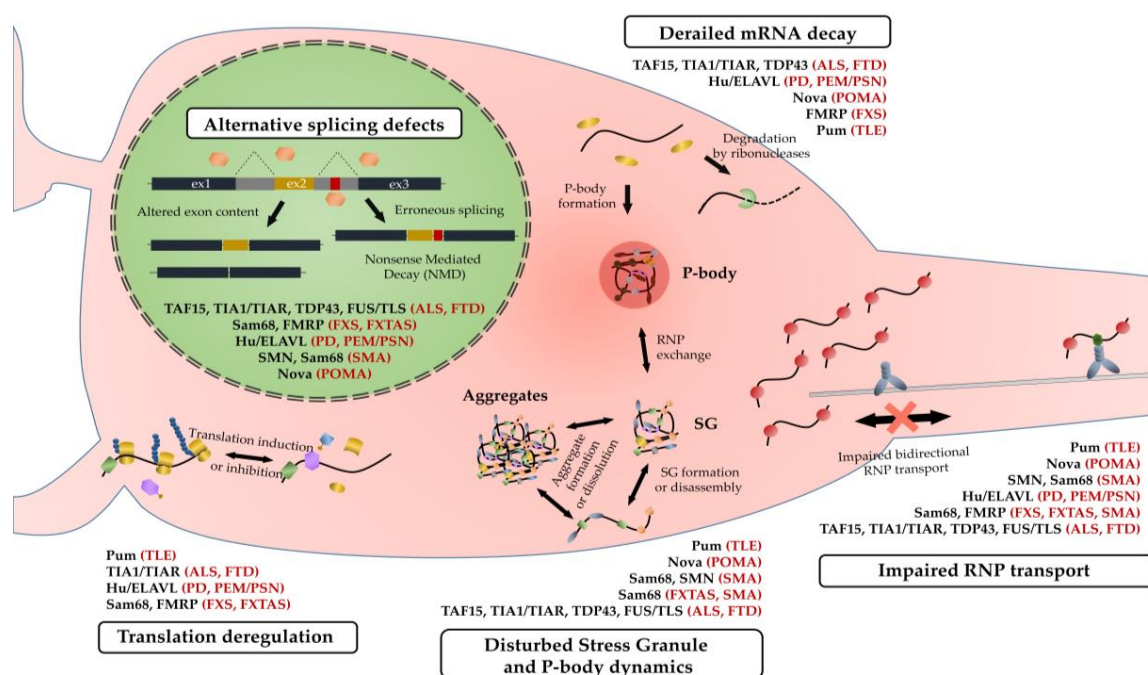 Derailed mRNA decay
TAF15, TIA1/TIAR, TDP43 (ALS, FTD)
Hu/ELAVL (PD, PEM/PSN)
Nova (POMA)
FMRP (FXS)
Pum (TLE)
Alternative splicing defects
ex1
ex2
ex3
Altered exon content
Erroneous splicing
Nonsense Mediated
Decay (NMD)
TAF15, TIA1/TIAR, TDP43, FUS/TLS (ALS, FTD)
Sam68, FMRP (FXS, FXTAS)
Hu/ELAVL (PD, PEM/PSN)
SMN, Sam68 (SMA)
Nova (POMA)
Degradation
by ribonucleases
P-body
formation
P-body
RNP
exchange
Aggregates
SG
Aggregate
formation
or dissolution
SG formation
or disassembly
Translation induction
or inhibition
Impaired bidirectional
RNP transport
Pum (TLE)
Nova (POMA)
SMN, Sam68 (SMA)
Hu/ELAVL (PD, PEM/PSN)
Sam68, FMRP (FXS, FXTAS, SMA)
TAF15, TIA1/TIAR, TDP43, FUS/TLS (ALS, FTD)
Impaired RNP transport
Pum (TLE)
TIA1/TIAR (ALS, FTD)
Hu/ELAVL (PD, PEM/PSN)
Sam68, FMRP (FXS, FXTAS)
Translation deregulation
Pum (TLE)
Nova (POMA)
Sam68, SMN (SMA)
Sam68 (FXTAS, SMA)
TAF15, TIA1/TIAR, TDP43, FUS/TLS (ALS, FTD)
Disturbed Stress Granule
and P-body dynamics